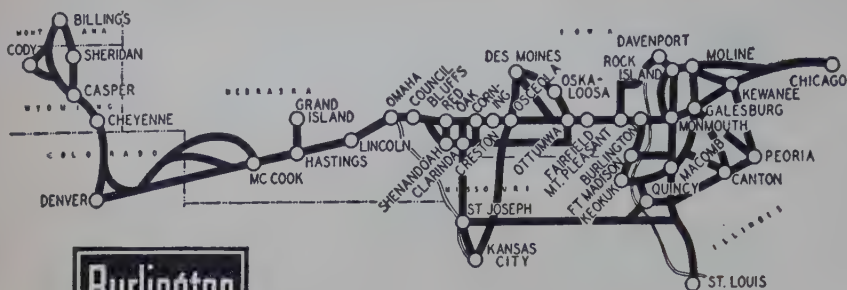 BILLINGS
MONTANA
CODY
SHERIDAN
CASPER
WYOMING
CHEYENNE
COLORADO
DENVER
NEBRASKA
GRAND
ISLAND
HASTINGS
MC COOK
LINCOLN
OMAHA
COUNCIL
BLUFFS
RED
OAK
CORN-
ING
CRESTON
OSCEOLA
SHENANDOAH
CLARINDA
DES MOINES
OSKA-
LOOSA
IOWA
OTTUMWA
FAIRFIELD
MT. PLEASANT
BURLINGTON
FT MADISON
KEOKUK
MISSOURI
ST JOSEPH
KANSAS
CITY
DAVENPORT
ROCK
ISLAND
MOLINE
CHICAGO
KEWANEE
GALESBURG
MONMOUTH
MACOMB
QUINCY
PEORIA
CANTON
ILLINOIS
ST. LOUIS
Burlington